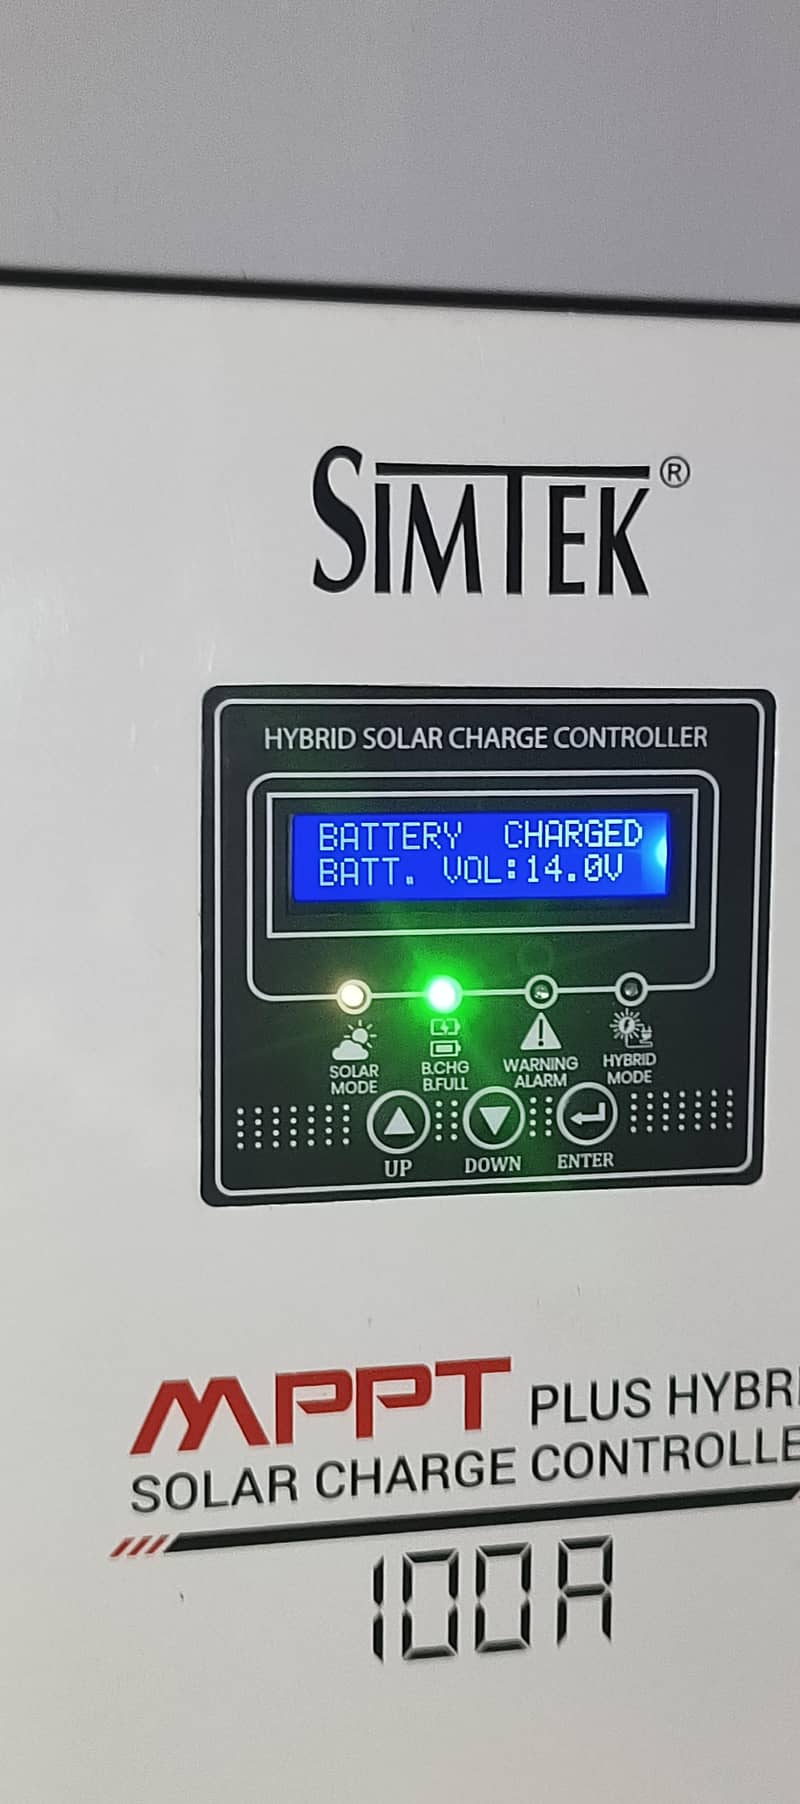 SIMTEK®
HYBRID SOLAR CHARGE CONTROLLER
BATTERY CHARGED
BATT. VOL:14.0V
SOLAR MODE
B.CHG B.FULL
WARNING ALARM
HYBRID MODE
UP DOWN ENTER
MPPT PLUS HYBRI
SOLAR CHARGE CONTROLLE
100A